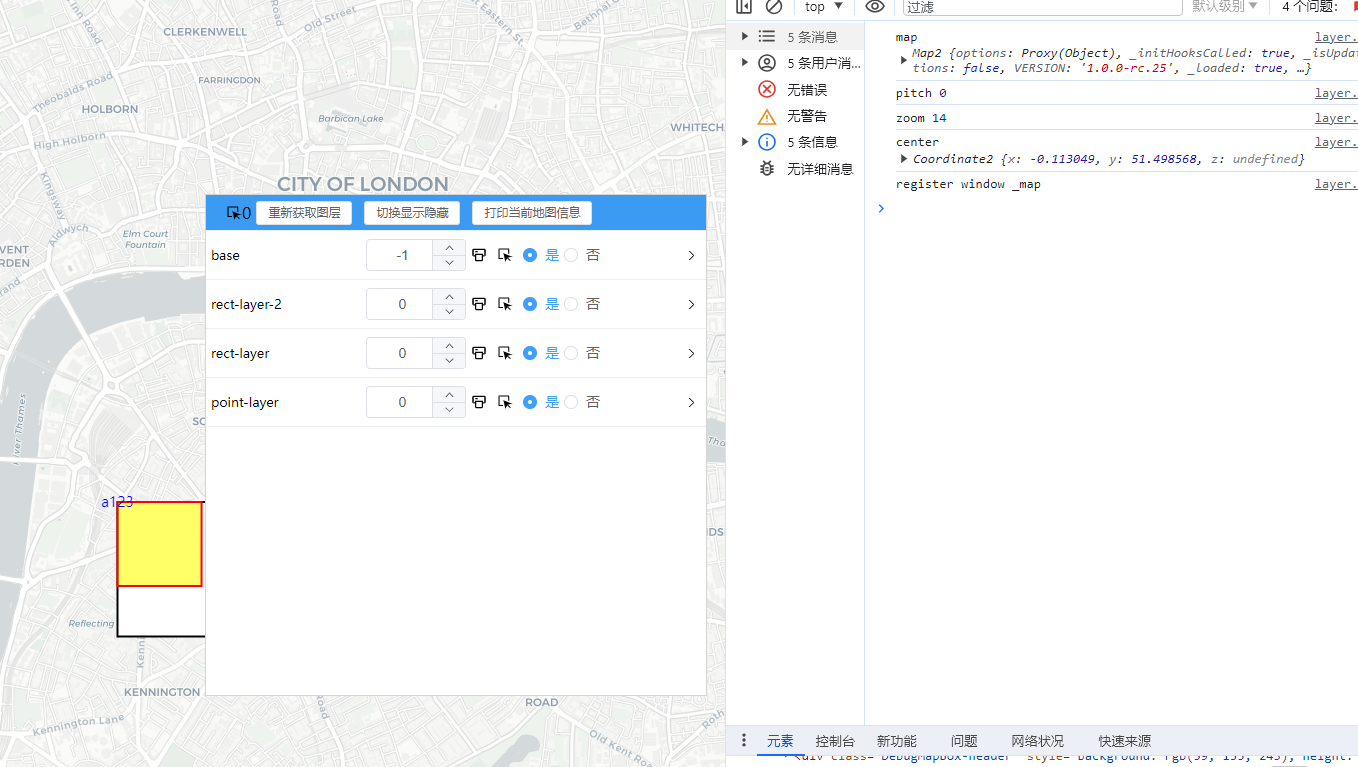 CLERKENWELL
Old Street
Theobalds Road
FARRINGDON
HOLBORN
High Holborn
Barbican Lake
WHITECH
Kingsway
CITY OF LONDON
Aldwych
Elm Court
Fountain
VENT
RDEN
0 重新获取图层 切换显示隐藏 打印当前地图信息
base -1 是 否
rect-layer-2 0 是 否
rect-layer 0 是 否
point-layer 0 是 否
River Thames
SO
a123
Reflecting
KENNINGTON
Kennington Lane
Road
ROAD
Old Kent Road
top 过滤 默认级别 4 个问题:
5 条消息
5 条用户消...
无错误
无警告
5 条信息
无详细消息
map layer.
Map2 {options: Proxy(Object), _initHooksCalled: true, _isUpdat
tions: false, VERSION: '1.0.0-rc.25', _loaded: true, …}
pitch 0 layer.
zoom 14 layer.
center layer.
Coordinate2 {x: -0.113049, y: 51.498568, z: undefined}
register window _map layer.
元素 控制台 新功能 问题 网络状况 快速来源